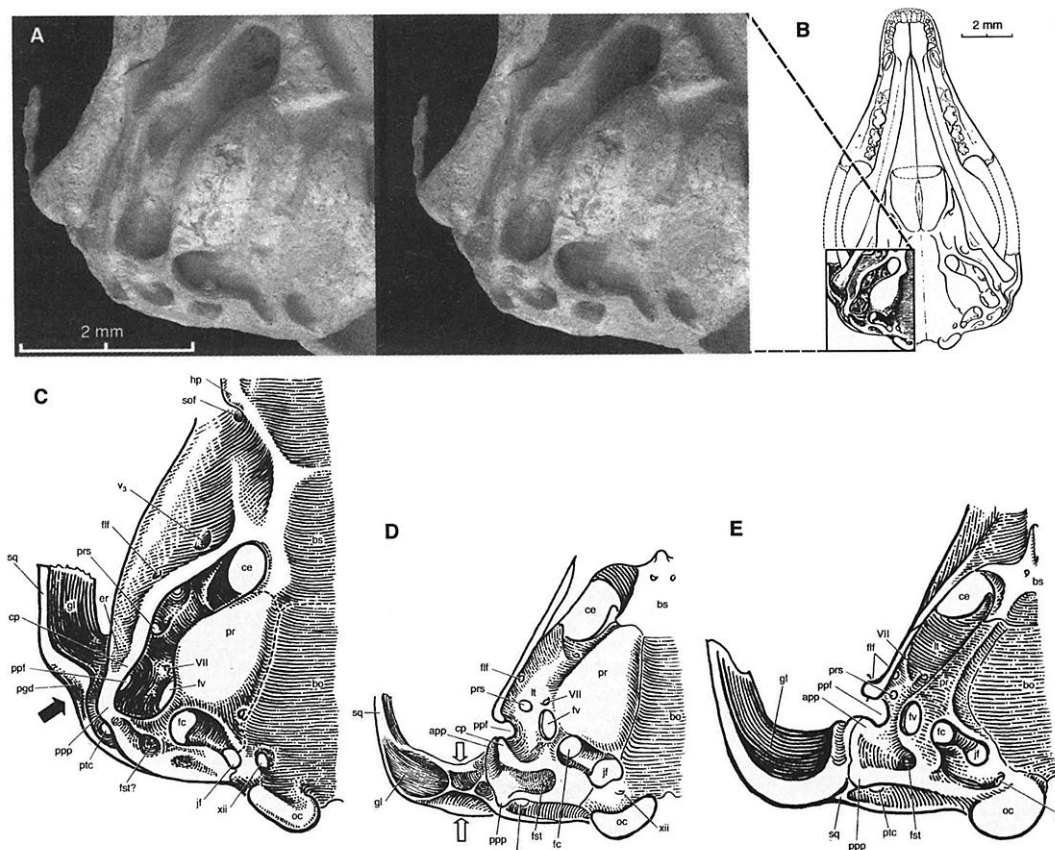 A
B
2 mm
2 mm
C
hp
sof
V₃
flf
prs
sq
gl
er
cp
ppf
pgd
ppp
ptc
fst?
jf
xii
oc
bs
ce
pr
VII
fv
fc
bo
D
flf
prs
sq
app
cp
ppf
gl
ppp
fst
fc
xii
oc
jf
lt
VII
fv
ce
bs
pr
bo
E
VII
flf
prs
ppf
app
gl
sq
ppp
ptc
fst
oc
jf
fc
fv
pr
ce
bs
bo